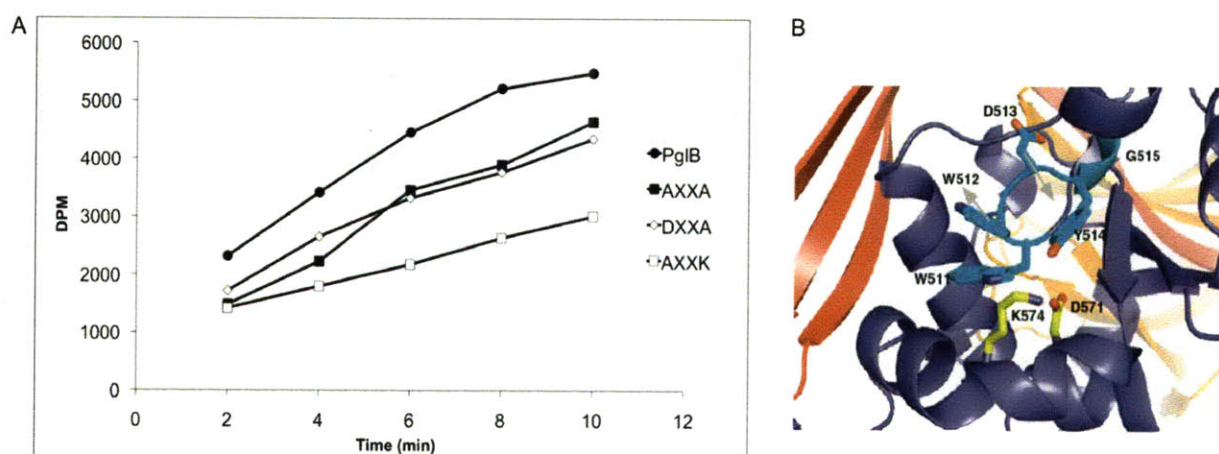 A
6000
5000
4000
3000
2000
1000
0
DPM
0 2 4 6 8 10 12
Time (min)
PglB
AXXA
DXXA
AXXK
B
D513
G515
W512
Y514
W511
K574
D571